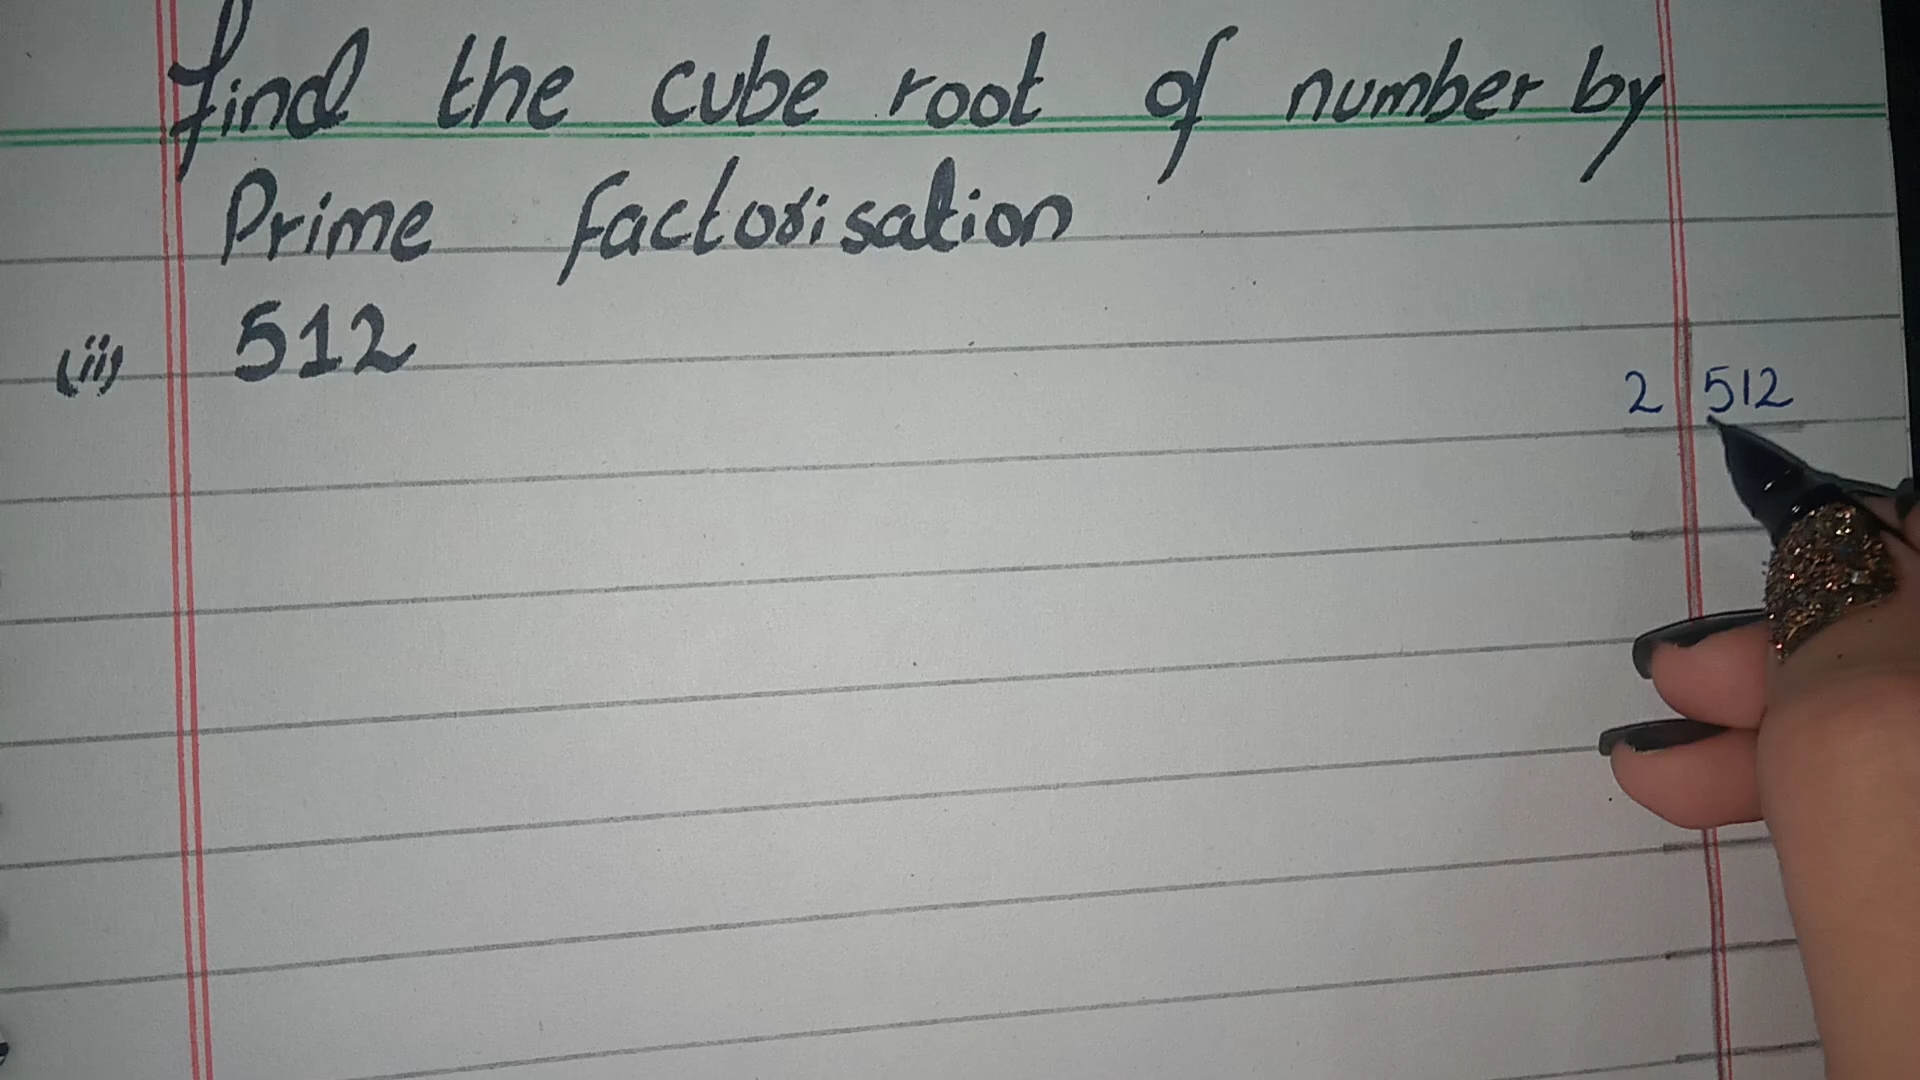 find the cube root of number by
Prime factorisation
(ii) 512
2 512